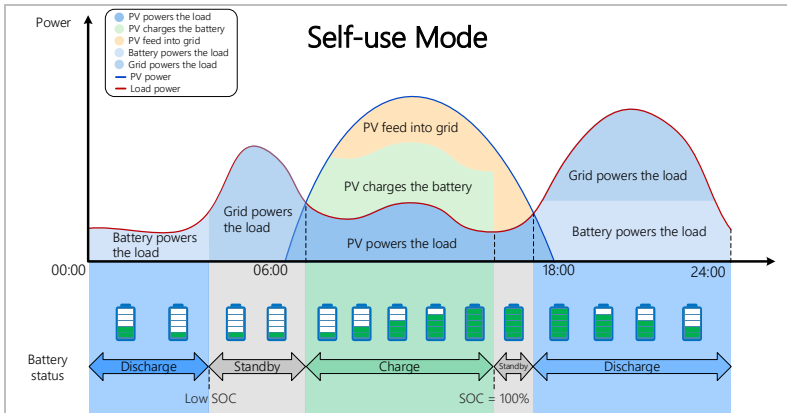 Power
PV powers the load
PV charges the battery
PV feed into grid
Battery powers the load
Grid powers the load
PV power
Load power
Self-use Mode
PV feed into grid
PV charges the battery
Grid powers the load
Grid powers
the load
Battery powers
the load
PV powers the load
Battery powers the load
00:00
06:00
18:00
24:00
Battery
status
Discharge
Standby
Charge
Standby
Discharge
Low SOC
SOC = 100%